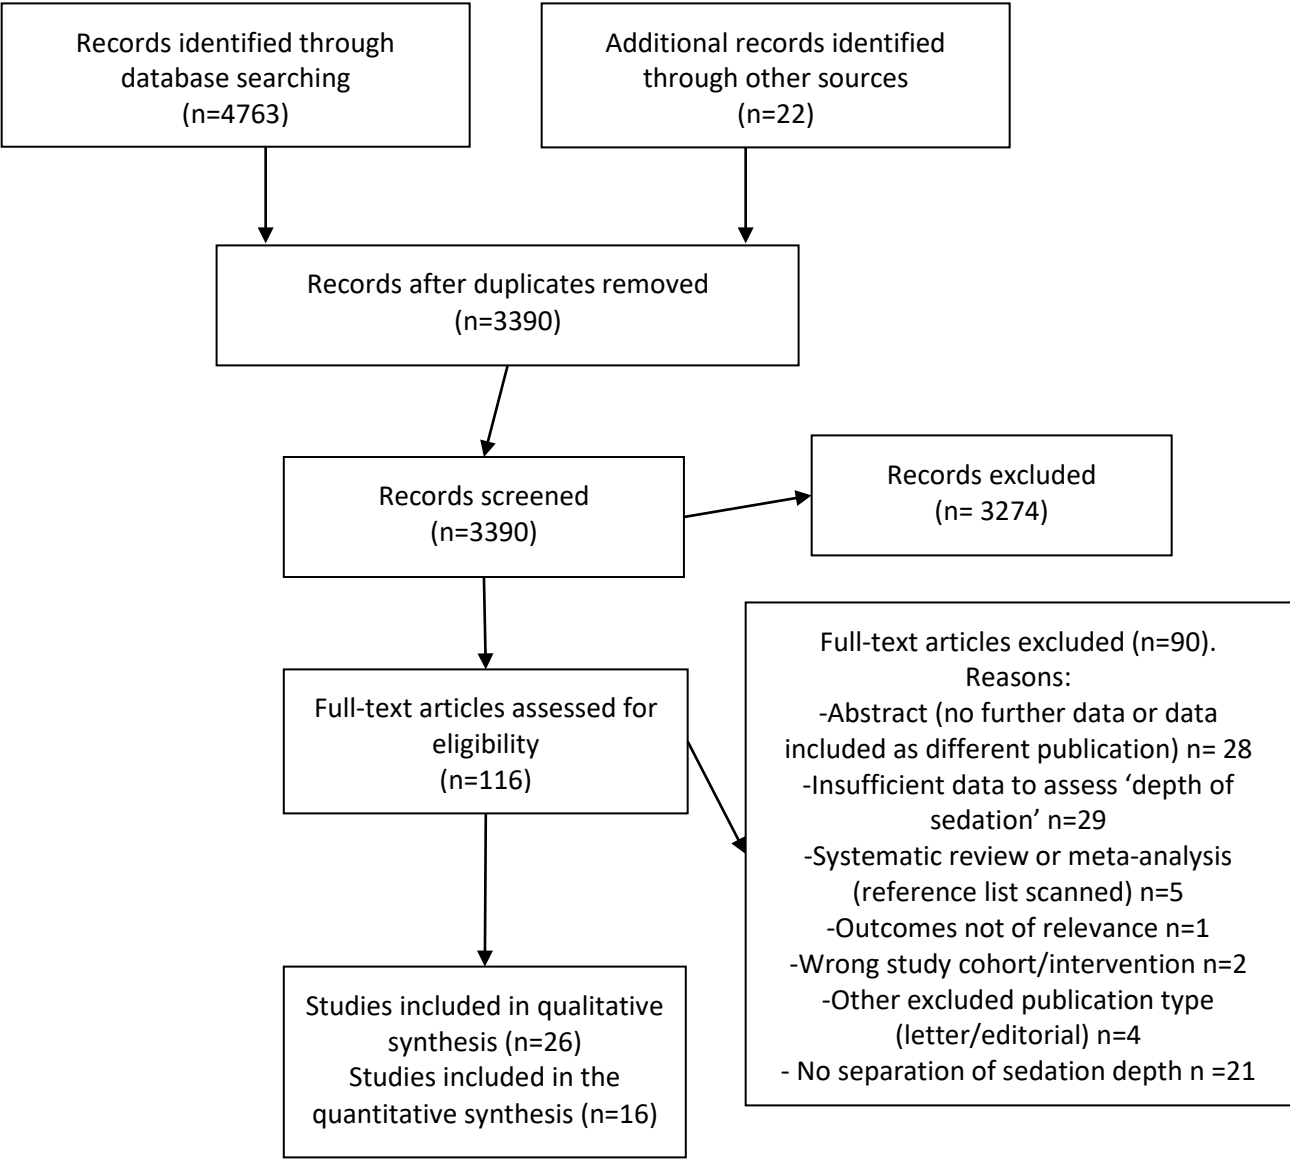 Records identified through
database searching
(n=4763)
Additional records identified
through other sources
(n=22)
Records after duplicates removed
(n=3390)
Records screened
(n=3390)
Records excluded
(n= 3274)
Full-text articles assessed for
eligibility
(n=116)
Full-text articles excluded (n=90).
Reasons:
-Abstract (no further data or data
included as different publication) n= 28
-Insufficient data to assess ‘depth of
sedation’ n=29
-Systematic review or meta-analysis
(reference list scanned) n=5
-Outcomes not of relevance n=1
-Wrong study cohort/intervention n=2
-Other excluded publication type
(letter/editorial) n=4
- No separation of sedation depth n =21
Studies included in qualitative
synthesis (n=26)
Studies included in the
quantitative synthesis (n=16)